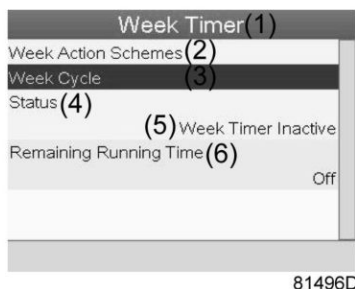 Week Timer(1)
Week Action Schemes(2)
Week Cycle (3)
Status(4)
(5)Week Timer Inactive
Remaining Running Time(6)
Off
81496D